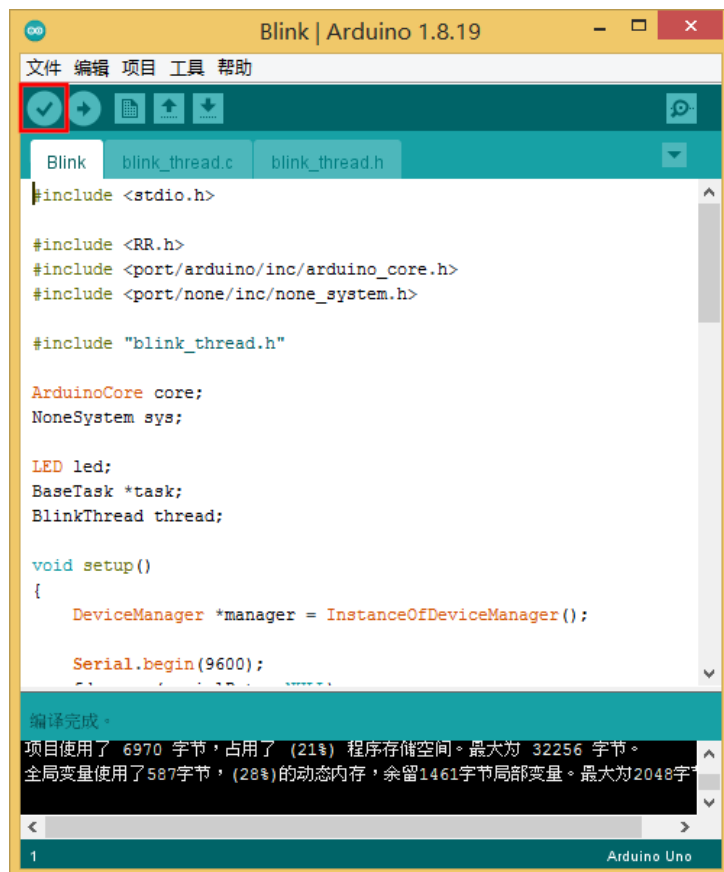 Blink | Arduino 1.8.19
文件 编辑 项目 工具 帮助
Blink blink_thread.c blink_thread.h
#include <stdio.h>
#include <RR.h>
#include <port/arduino/inc/arduino_core.h>
#include <port/none/inc/none_system.h>
#include "blink_thread.h"
ArduinoCore core;
NoneSystem sys;
LED led;
BaseTask *task;
BlinkThread thread;
void setup()
{
DeviceManager *manager = InstanceOfDeviceManager();
Serial.begin(9600);
编译完成。
项目使用了 6970 字节，占用了 (21%) 程序存储空间。最大为 32256 字节。
全局变量使用了587字节，(28%)的动态内存，余留1461字节局部变量。最大为2048字
1 Arduino Uno